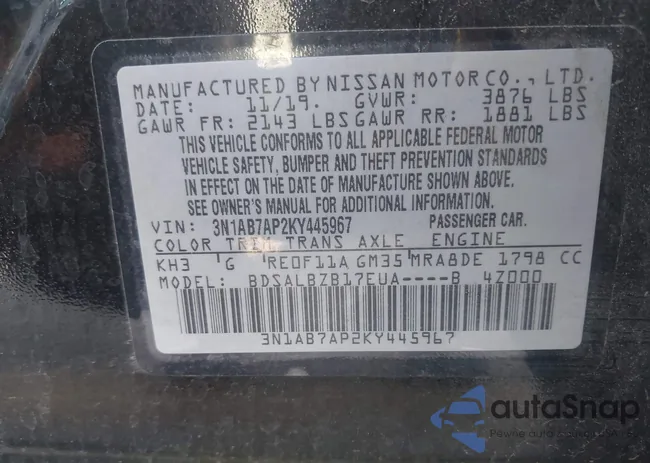 MANUFACTURED BY NISSAN MOTOR CO., LTD.
DATE: 11/19. GVWR: 3876 LBS
GAWR FR: 2143 LBS GAWR RR: 1881 LBS
THIS VEHICLE CONFORMS TO ALL APPLICABLE FEDERAL MOTOR
VEHICLE SAFETY, BUMPER AND THEFT PREVENTION STANDARDS
IN EFFECT ON THE DATE OF MANUFACTURE SHOWN ABOVE.
SEE OWNER'S MANUAL FOR ADDITIONAL INFORMATION.
VIN: 3N1AB7AP2KY445967 PASSENGER CAR.
COLOR TRIM TRANS AXLE ENGINE
KH3 G RE0F11A GM35 MRA8DE 1798 CC
MODEL: BDSALBZB17EUA----B 4Z000
3N1AB7AP2KY445967
autaSnap
Pewne auto z